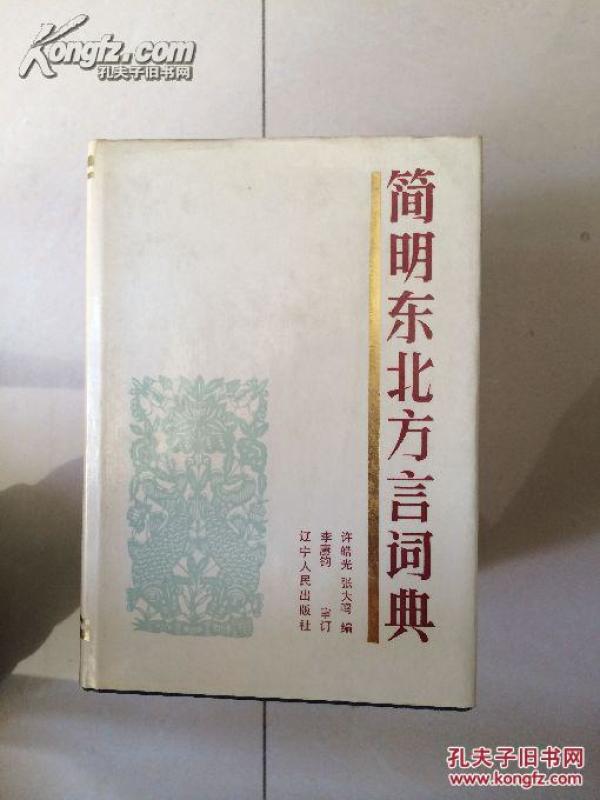 Kongfz.com
孔夫子旧书网
简明东北方言词典
许皓光 张大鸣 编
李彦钧 审订
辽宁人民出版社
孔夫子旧书网
www.kongfz.com